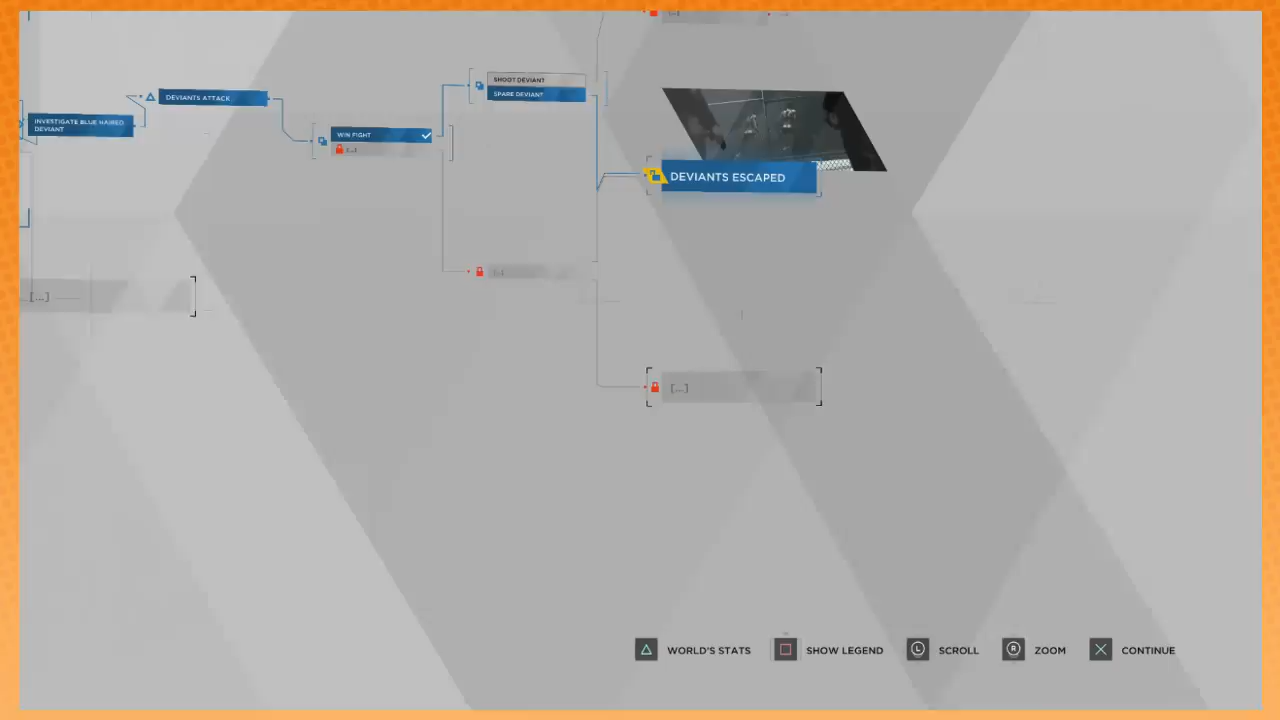 [...]
SHOOT DEVIANT
SPARE DEVIANT
DEVIANTS ATTACK
INVESTIGATE BLUE HAIRED
DEVIANT
WIN FIGHT
[...]
DEVIANTS ESCAPED
[...]
[...]
[...]
WORLD'S STATS
SHOW LEGEND
L
SCROLL
R
ZOOM
CONTINUE